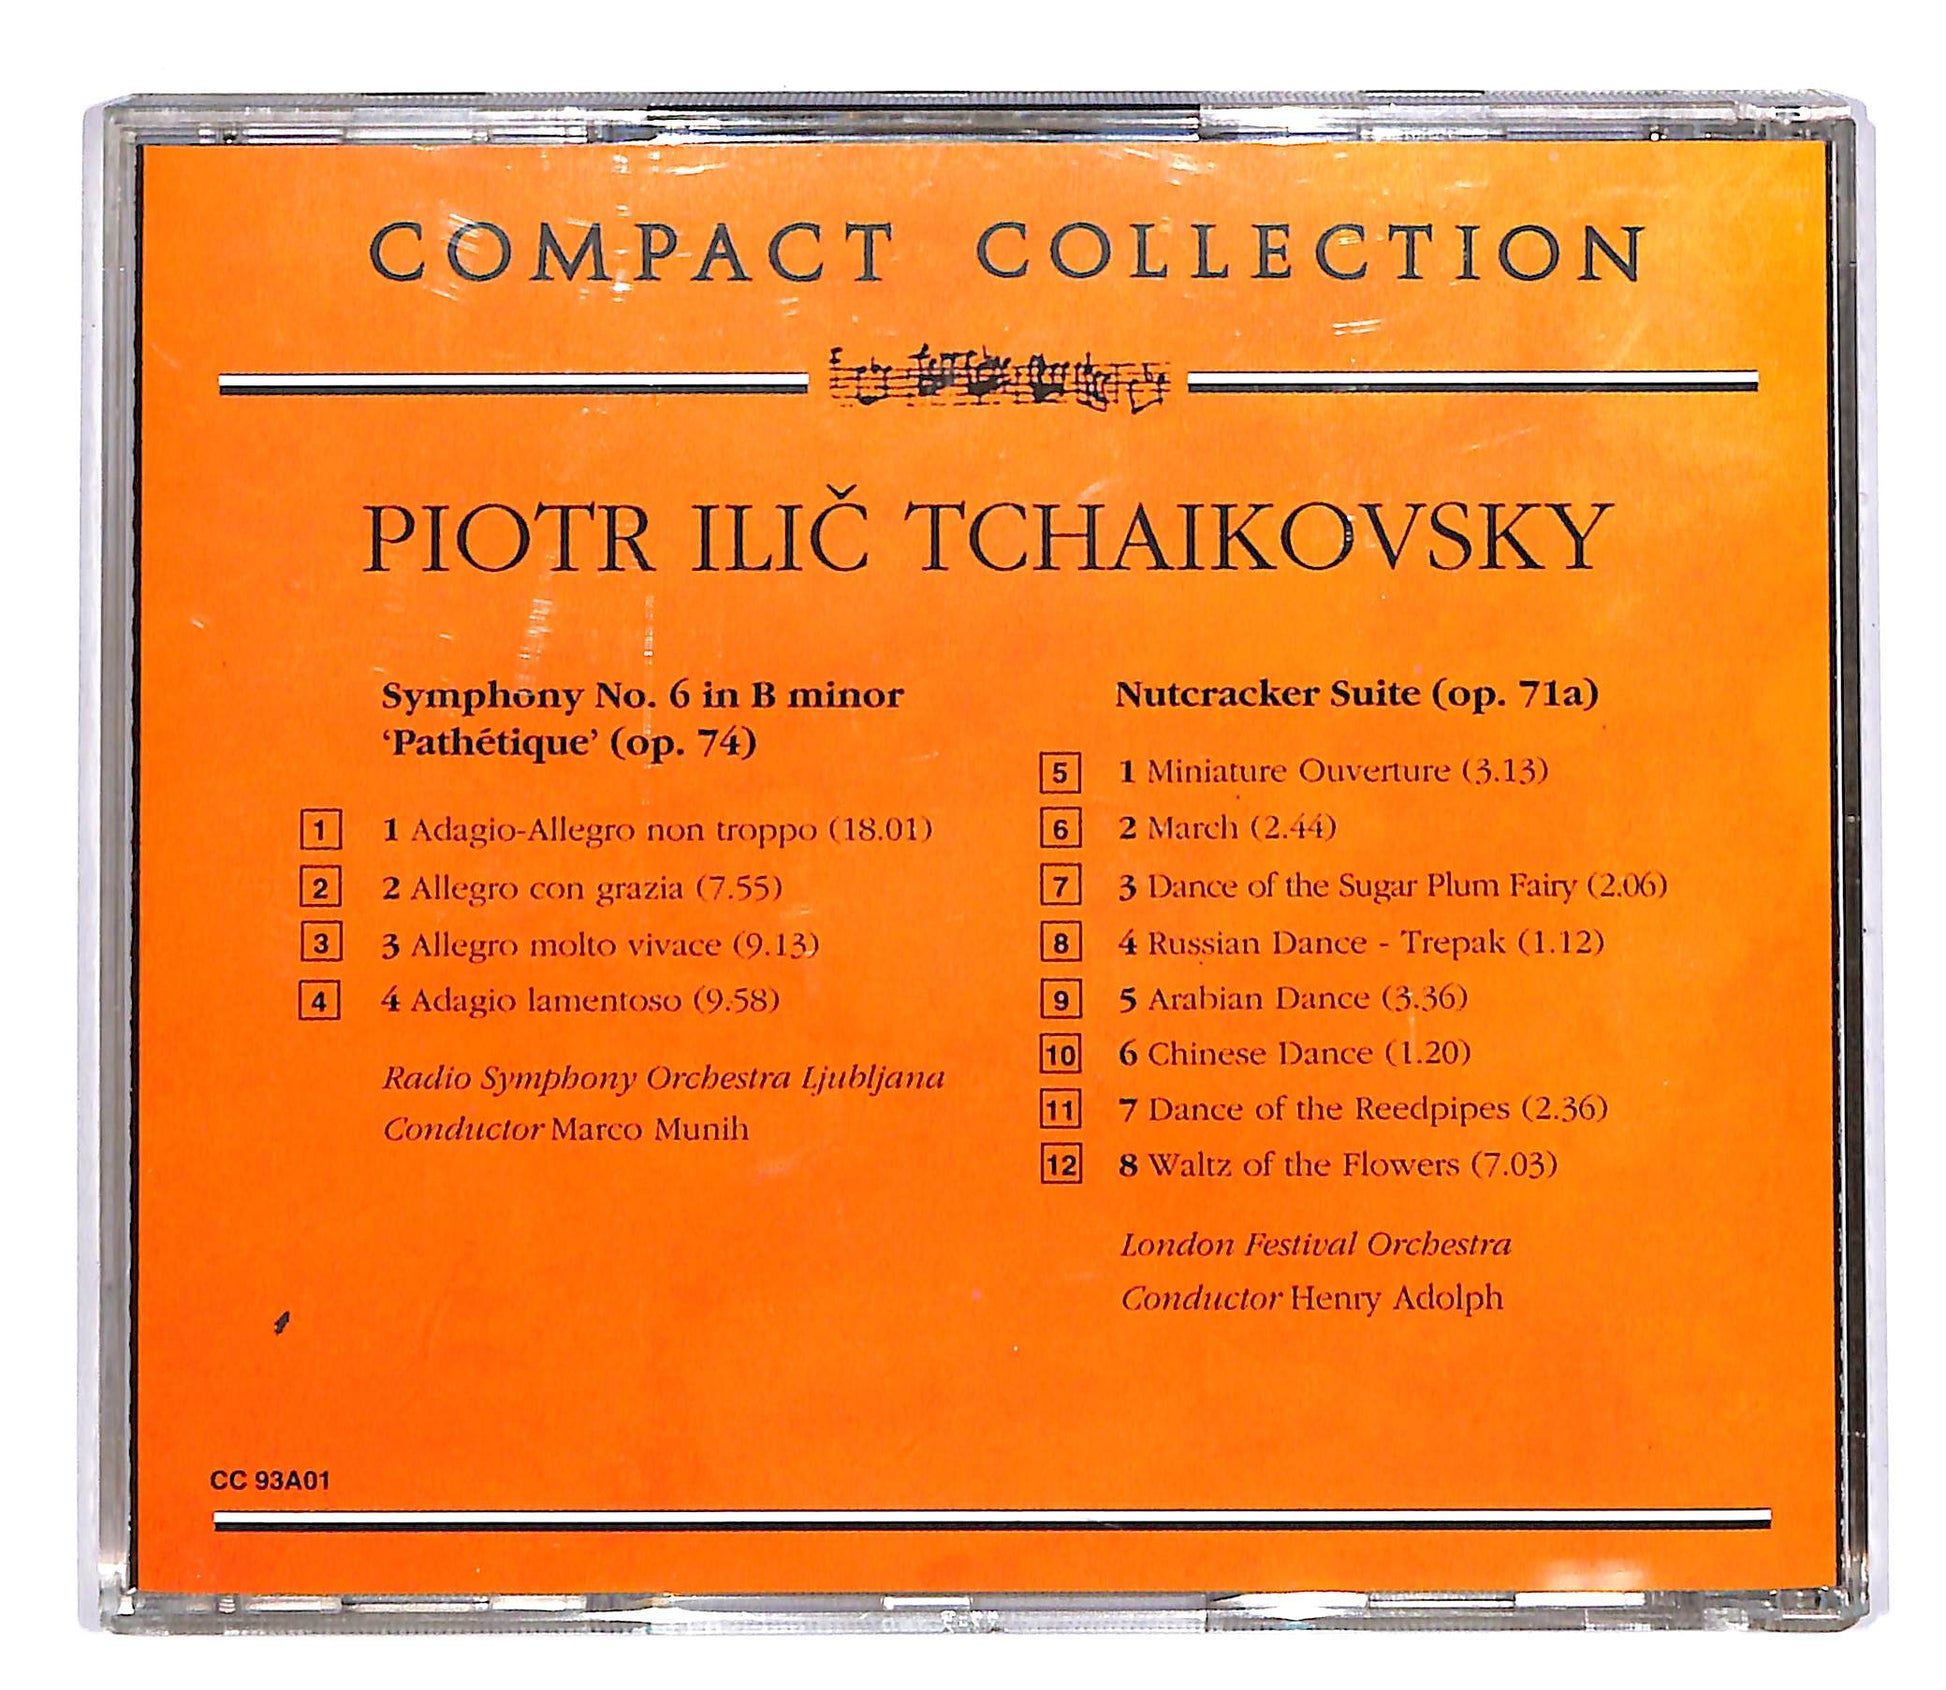 COMPACT COLLECTION
PIOTR ILIČ TCHAIKOVSKY
Symphony No. 6 in B minor
‘Pathétique’ (op. 74)
1 1 Adagio-Allegro non troppo (18.01)
2 2 Allegro con grazia (7.55)
3 3 Allegro molto vivace (9.13)
4 4 Adagio lamentoso (9.58)
Radio Symphony Orchestra Ljubljana
Conductor Marco Munih
Nutcracker Suite (op. 71a)
5 1 Miniature Ouverture (3.13)
6 2 March (2.44)
7 3 Dance of the Sugar Plum Fairy (2.06)
8 4 Russian Dance - Trepak (1.12)
9 5 Arabian Dance (3.36)
10 6 Chinese Dance (1.20)
11 7 Dance of the Reedpipes (2.36)
12 8 Waltz of the Flowers (7.03)
London Festival Orchestra
Conductor Henry Adolph
CC 93A01